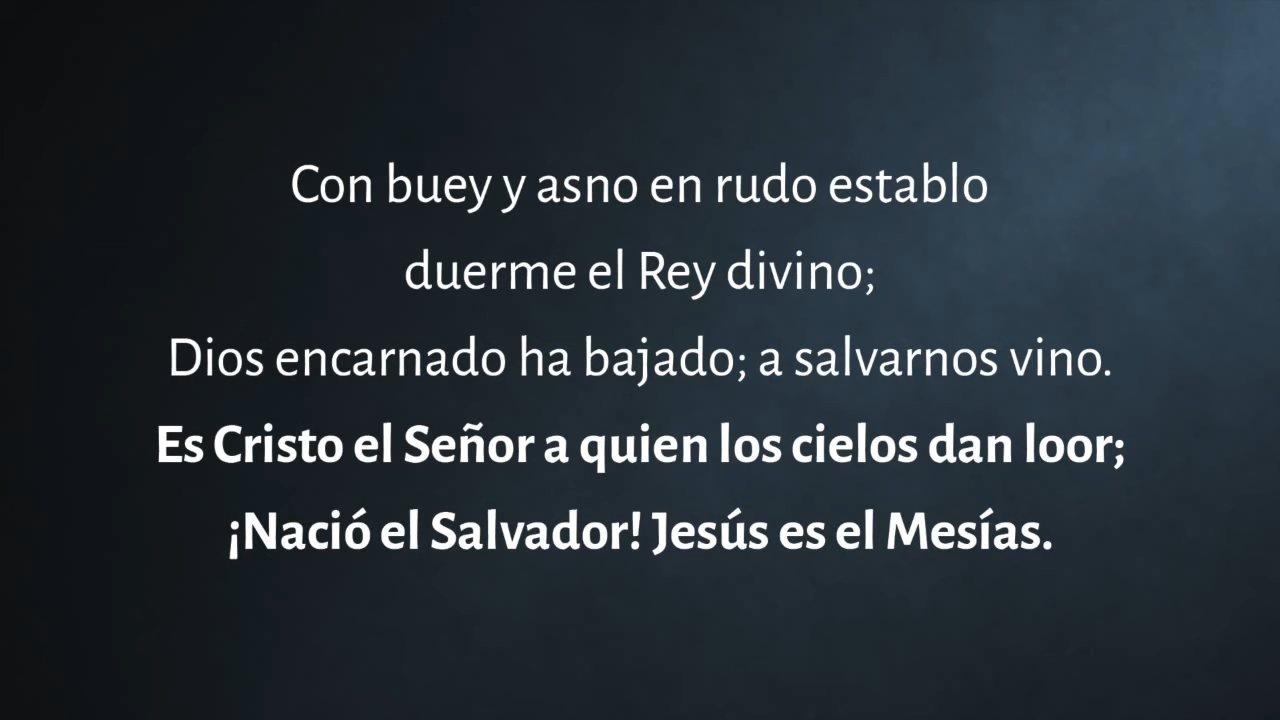 Con buey y asno en rudo establo
duerme el Rey divino;
Dios encarnado ha bajado; a salvarnos vino.
Es Cristo el Señor a quien los cielos dan loor;
¡Nació el Salvador! Jesús es el Mesías.